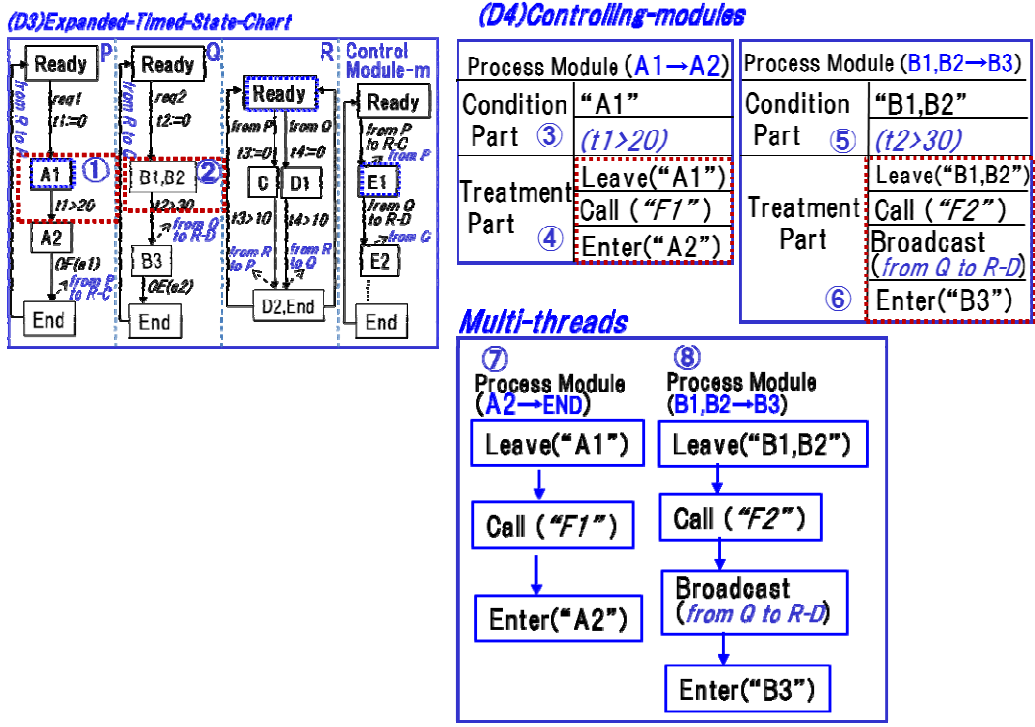 (D3)Expanded-Timed-State-Chart
P
Ready
from R to P
req1
t1:=0
A1
①
t1>20
A2
OE(e1)
from P
to R-C
End
Q
Ready
from R to Q
req2
t2:=0
B1,B2
②
t2>30
from Q
to R-D
B3
OE(e2)
End
R
Ready
from P
from Q
t3:=0
t4:=0
C
D1
t3>10
t4>10
from R
to P
from R
to Q
D2,End
Control
Module-m
Ready
from P
to R-C
from P
E1
from Q
to R-D
E2
End
(D4)Controlling-modules
Process Module (A1→A2)
Condition
Part ③
"A1"
(t1>20)
Treatment
Part ④
Leave("A1")
Call ("F1")
Enter("A2")
Process Module (B1,B2→B3)
Condition
Part ⑤
"B1,B2"
(t2>30)
Treatment
Part
⑥
Leave("B1,B2")
Call ("F2")
Broadcast
(from Q to R-D)
Enter("B3")
Multi-threads
⑦
Process Module
(A2→END)
Leave("A1")
Call ("F1")
Enter("A2")
⑧
Process Module
(B1,B2→B3)
Leave("B1,B2")
Call ("F2")
Broadcast
(from Q to R-D)
Enter("B3")